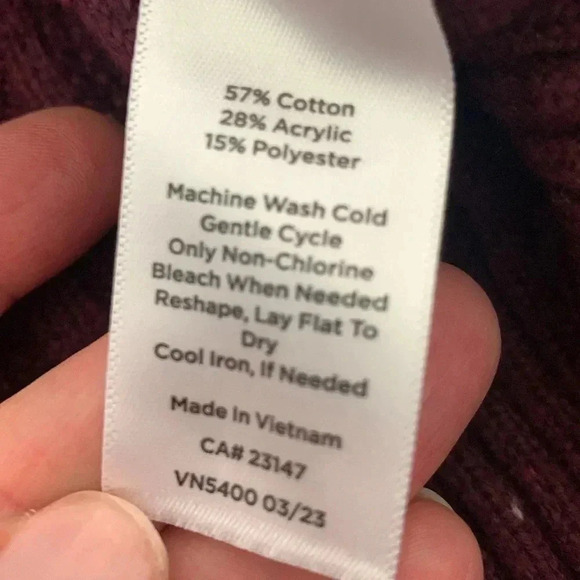 57% Cotton
28% Acrylic
15% Polyester
Machine Wash Cold
Gentle Cycle
Only Non-Chlorine
Bleach When Needed
Reshape, Lay Flat To
Dry
Cool Iron, If Needed
Made In Vietnam
CA# 23147
VN5400 03/23